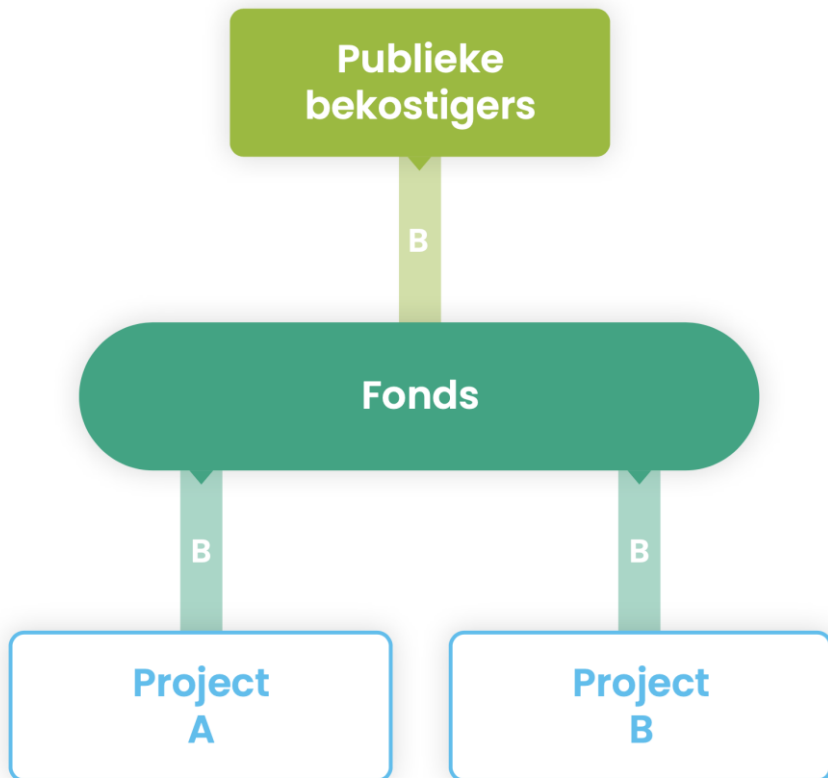 Publieke
bekostigers
B
Fonds
B
B
Project
A
Project
B